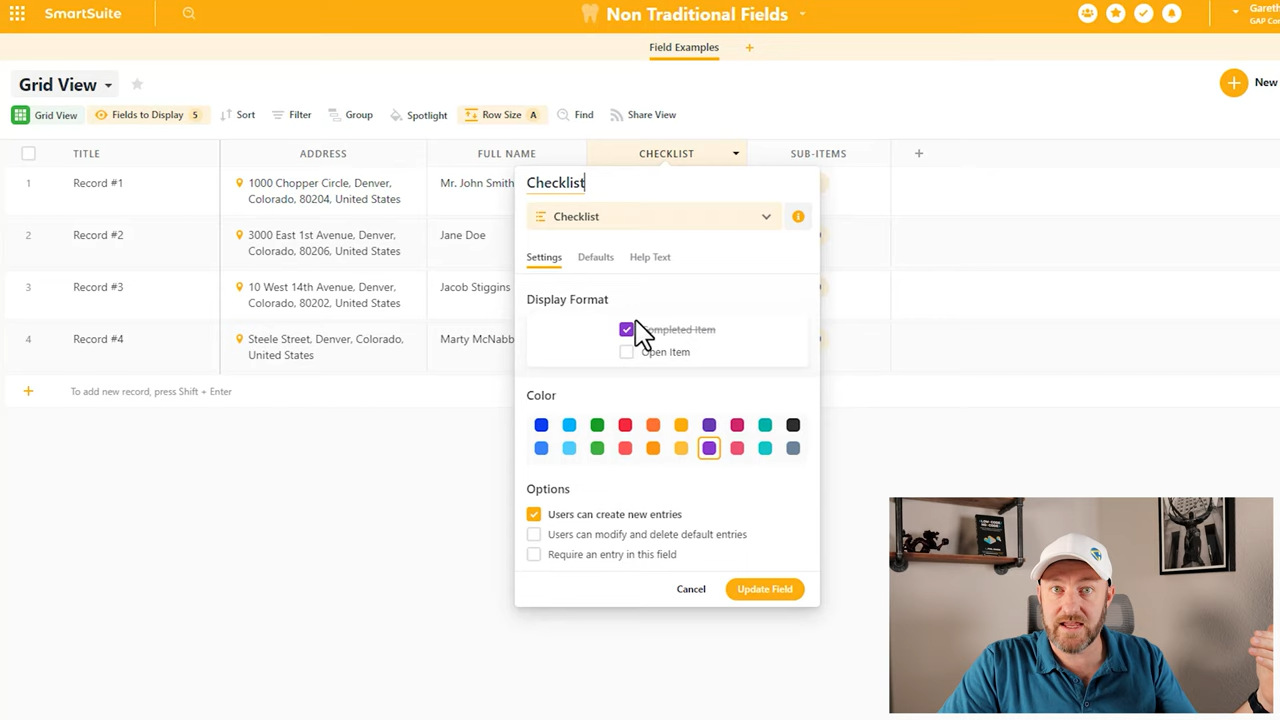 SmartSuite
Non Traditional Fields
Gareth
GAP Con
Field Examples
Grid View
New
Grid View
Fields to Display 5
Sort
Filter
Group
Spotlight
Row Size A
Find
Share View
TITLE ADDRESS FULL NAME CHECKLIST SUB-ITEMS
1 Record #1 1000 Chopper Circle, Denver, Colorado, 80204, United States Mr. John Smith
2 Record #2 3000 East 1st Avenue, Denver, Colorado, 80206, United States Jane Doe
3 Record #3 10 West 14th Avenue, Denver, Colorado, 80202, United States Jacob Stiggins
4 Record #4 Steele Street, Denver, Colorado, United States Marty McNabb
To add new record, press Shift + Enter
Checklist
Checklist
Settings Defaults Help Text
Display Format
Completed Item
Open Item
Color
Options
Users can create new entries
Users can modify and delete default entries
Require an entry in this field
Cancel Update Field